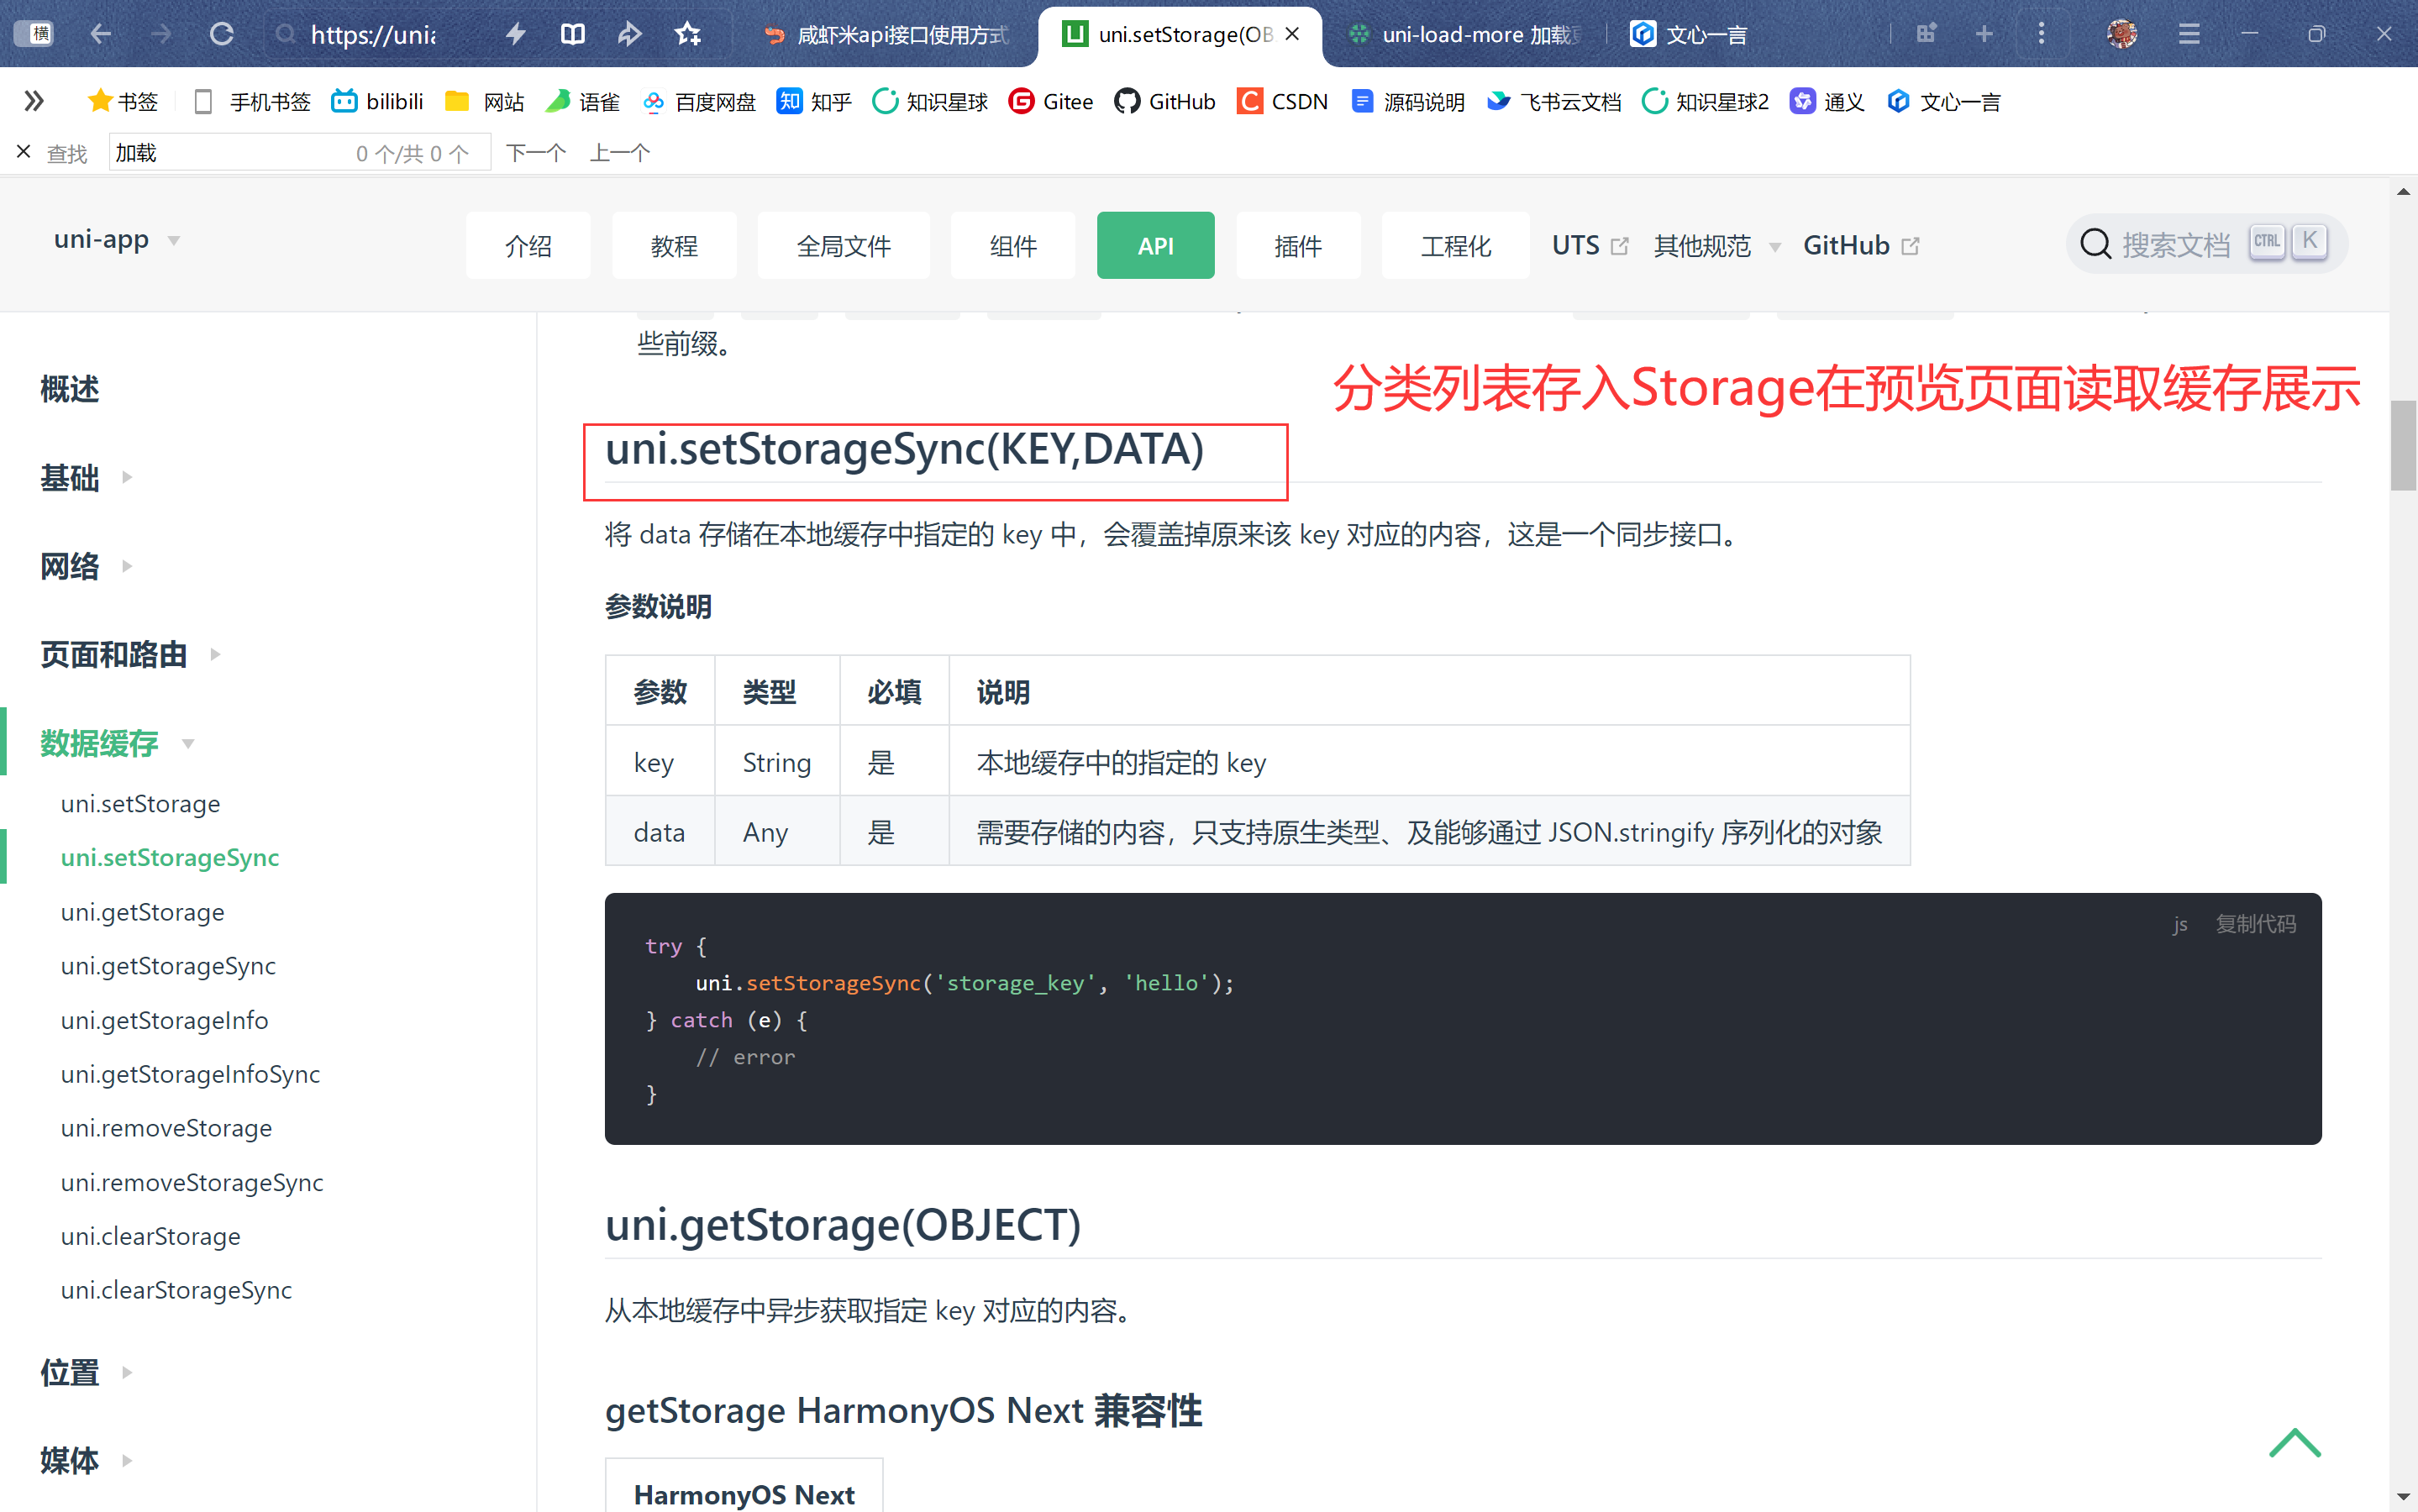 横
https://unia
咸虾米api接口使用方式
uni.setStorage(OB
uni-load-more 加载
文心一言
书签
手机书签
bilibili
网站
语雀
百度网盘
知 知乎
知识星球
Gitee
GitHub
CSDN
源码说明
飞书云文档
知识星球2
通义
文心一言
查找
加载
0 个/共 0 个
下一个
上一个
uni-app
介绍
教程
全局文件
组件
API
插件
工程化
UTS
其他规范
GitHub
搜索文档
CTRL K
概述
基础
网络
页面和路由
数据缓存
uni.setStorage
uni.setStorageSync
uni.getStorage
uni.getStorageSync
uni.getStorageInfo
uni.getStorageInfoSync
uni.removeStorage
uni.removeStorageSync
uni.clearStorage
uni.clearStorageSync
位置
媒体
些前缀。
分类列表存入Storage在预览页面读取缓存展示
uni.setStorageSync(KEY,DATA)
将 data 存储在本地缓存中指定的 key 中，会覆盖掉原来该 key 对应的内容，这是一个同步接口。
参数说明
参数 类型 必填 说明
key String 是 本地缓存中的指定的 key
data Any 是 需要存储的内容，只支持原生类型、及能够通过 JSON.stringify 序列化的对象
js 复制代码
try {
uni.setStorageSync('storage_key', 'hello');
} catch (e) {
// error
}
uni.getStorage(OBJECT)
从本地缓存中异步获取指定 key 对应的内容。
getStorage HarmonyOS Next 兼容性
HarmonyOS Next